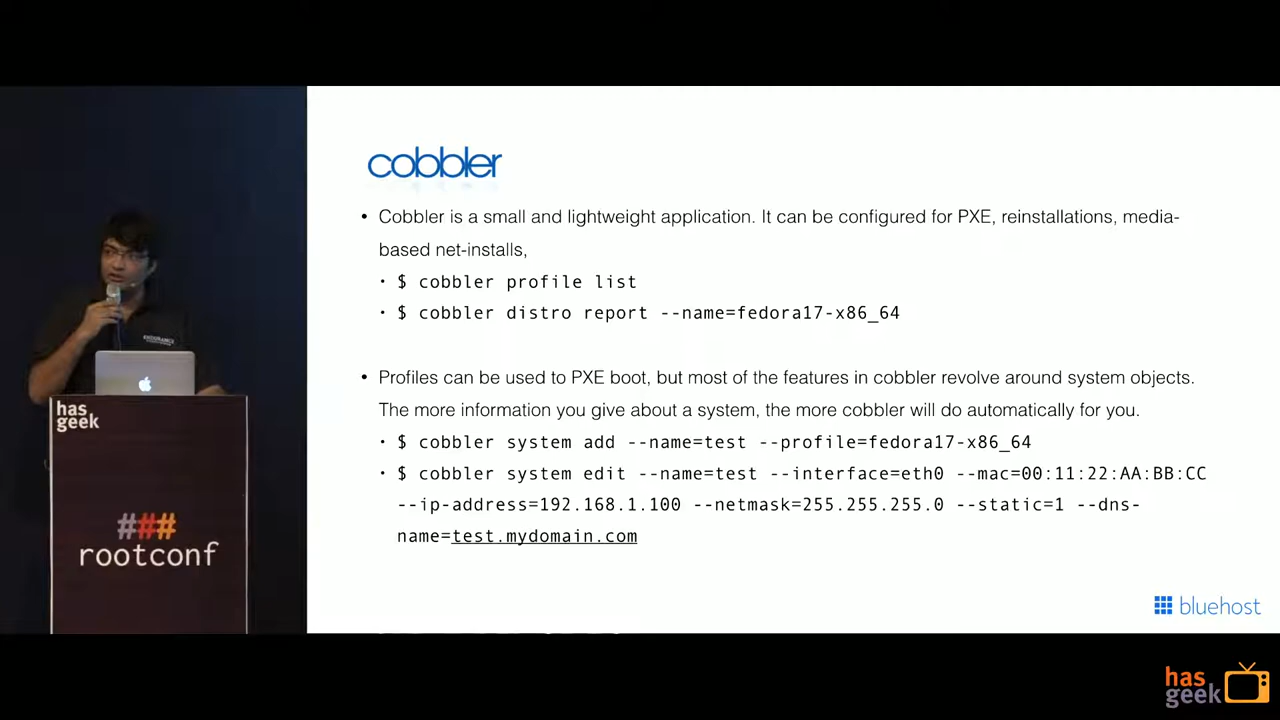 cobbler
• Cobbler is a small and lightweight application. It can be configured for PXE, reinstallations, media-
based net-installs,
• $ cobbler profile list
• $ cobbler distro report --name=fedora17-x86_64
• Profiles can be used to PXE boot, but most of the features in cobbler revolve around system objects.
The more information you give about a system, the more cobbler will do automatically for you.
• $ cobbler system add --name=test --profile=fedora17-x86_64
• $ cobbler system edit --name=test --interface=eth0 --mac=00:11:22:AA:BB:CC
--ip-address=192.168.1.100 --netmask=255.255.255.0 --static=1 --dns-
name=test.mydomain.com
bluehost
ENDURANCE
has
geek
###
rootconf
has
geek